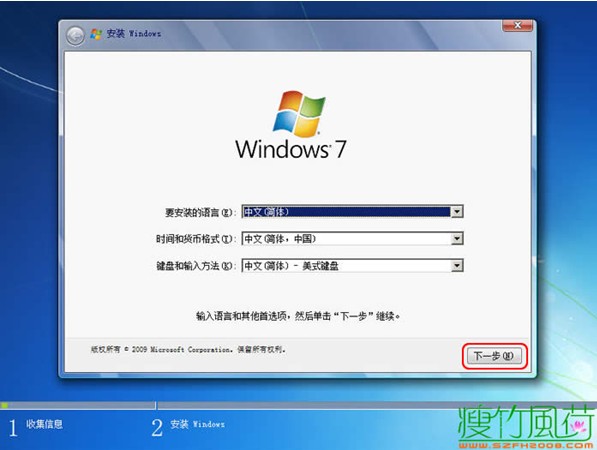 安装 Windows
Windows 7
要安装的语言(E): 中文(简体)
时间和货币格式(T): 中文(简体，中国)
键盘和输入方法(K): 中文(简体) - 美式键盘
输入语言和其他首选项，然后单击“下一步”继续。
版权所有 © 2009 Microsoft Corporation。保留所有权利。
下一步(N)
1 收集信息
2 安装 Windows
瘦竹風荷
WWW.SZFH2008.COM